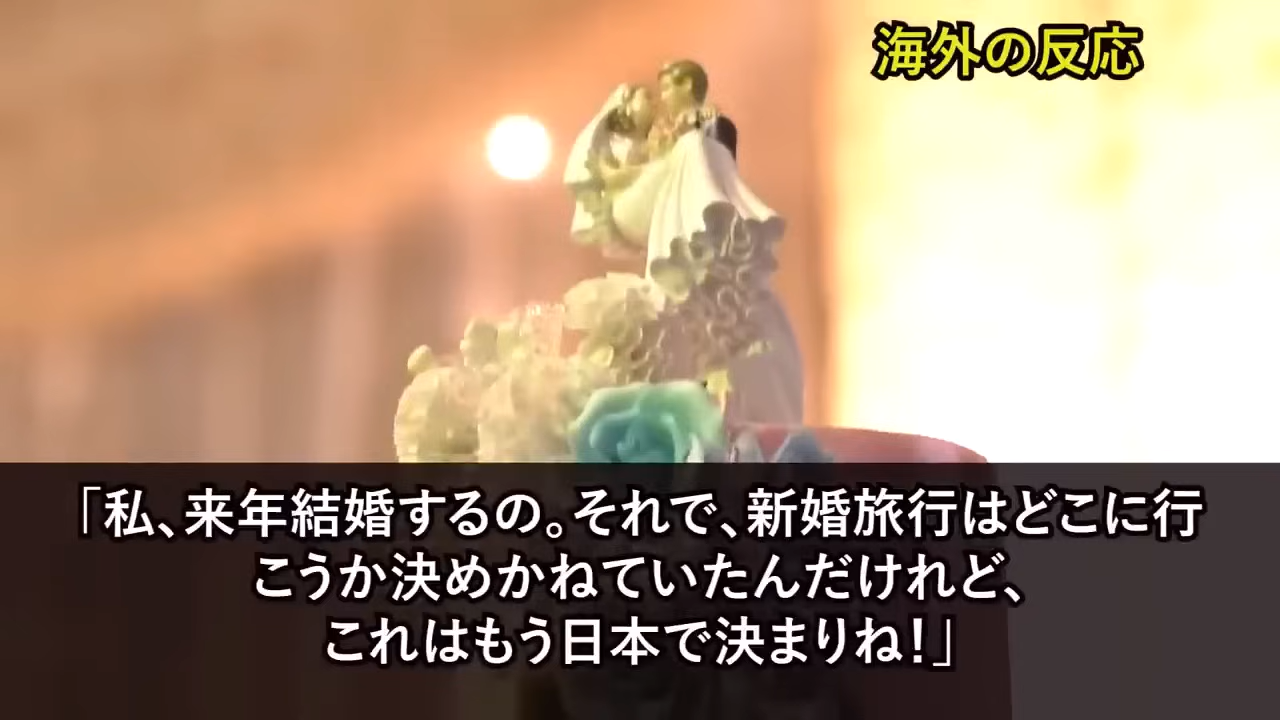 海外の反応
「私、来年結婚するの。それで、新婚旅行はどこに行
こうか決めかねていたんだけれど、
これはもう日本で決まりね！」